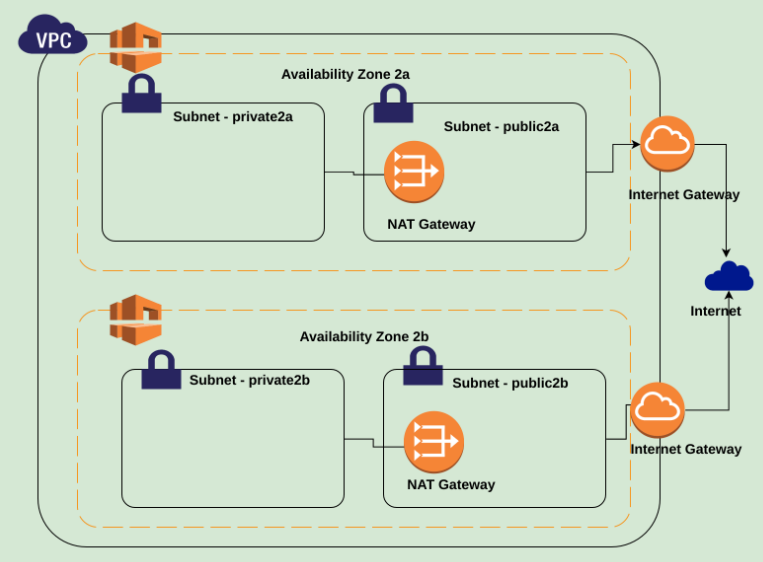 VPC
Availability Zone 2a
Subnet - private2a
Subnet - public2a
NAT Gateway
Internet Gateway
Internet
Availability Zone 2b
Subnet - private2b
Subnet - public2b
NAT Gateway
Internet Gateway